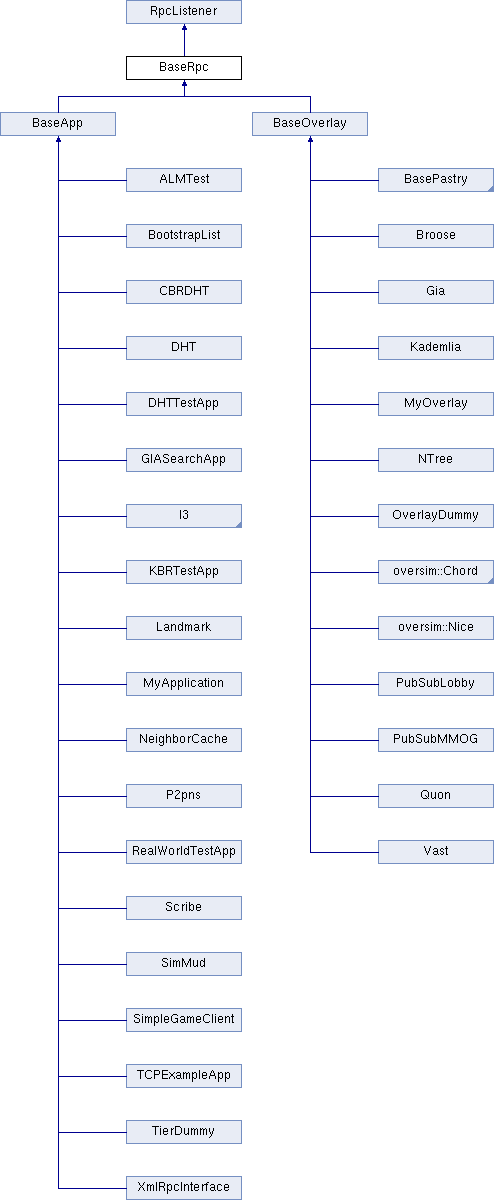 RpcListener
BaseRpc
BaseApp
BaseOverlay
ALMTest
BasePastry
BootstrapList
Broose
CBRDHT
Gia
DHT
Kademlia
DHTTestApp
MyOverlay
GIASearchApp
NTree
I3
OverlayDummy
KBRTestApp
oversim::Chord
Landmark
oversim::Nice
MyApplication
PubSubLobby
NeighborCache
PubSubMMOG
P2pns
Quon
RealWorldTestApp
Vast
Scribe
SimMud
SimpleGameClient
TCPExampleApp
TierDummy
XmlRpcInterface